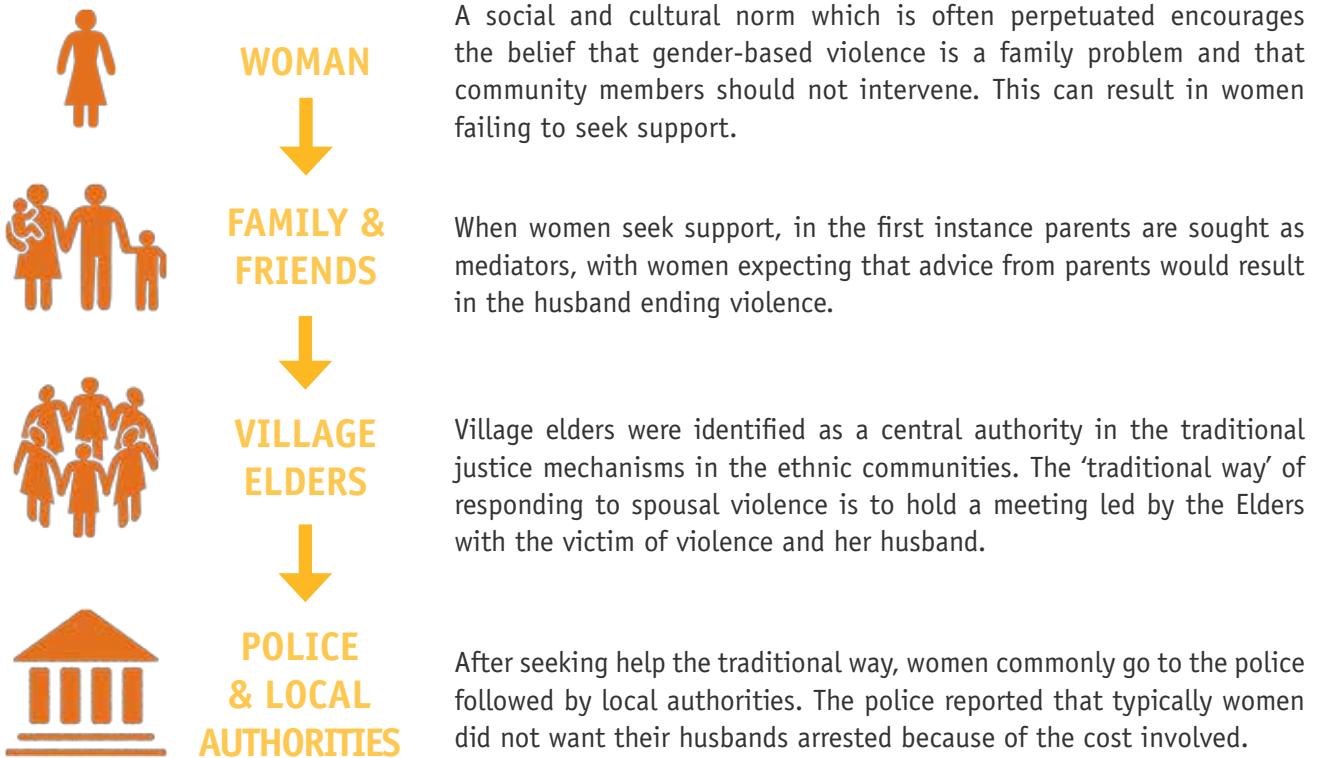 WOMAN
A social and cultural norm which is often perpetuated encourages
the belief that gender-based violence is a family problem and that
community members should not intervene. This can result in women
failing to seek support.
FAMILY &
FRIENDS
When women seek support, in the first instance parents are sought as
mediators, with women expecting that advice from parents would result
in the husband ending violence.
VILLAGE
ELDERS
Village elders were identified as a central authority in the traditional
justice mechanisms in the ethnic communities. The ‘traditional way’ of
responding to spousal violence is to hold a meeting led by the Elders
with the victim of violence and her husband.
POLICE
& LOCAL
AUTHORITIES
After seeking help the traditional way, women commonly go to the police
followed by local authorities. The police reported that typically women
did not want their husbands arrested because of the cost involved.